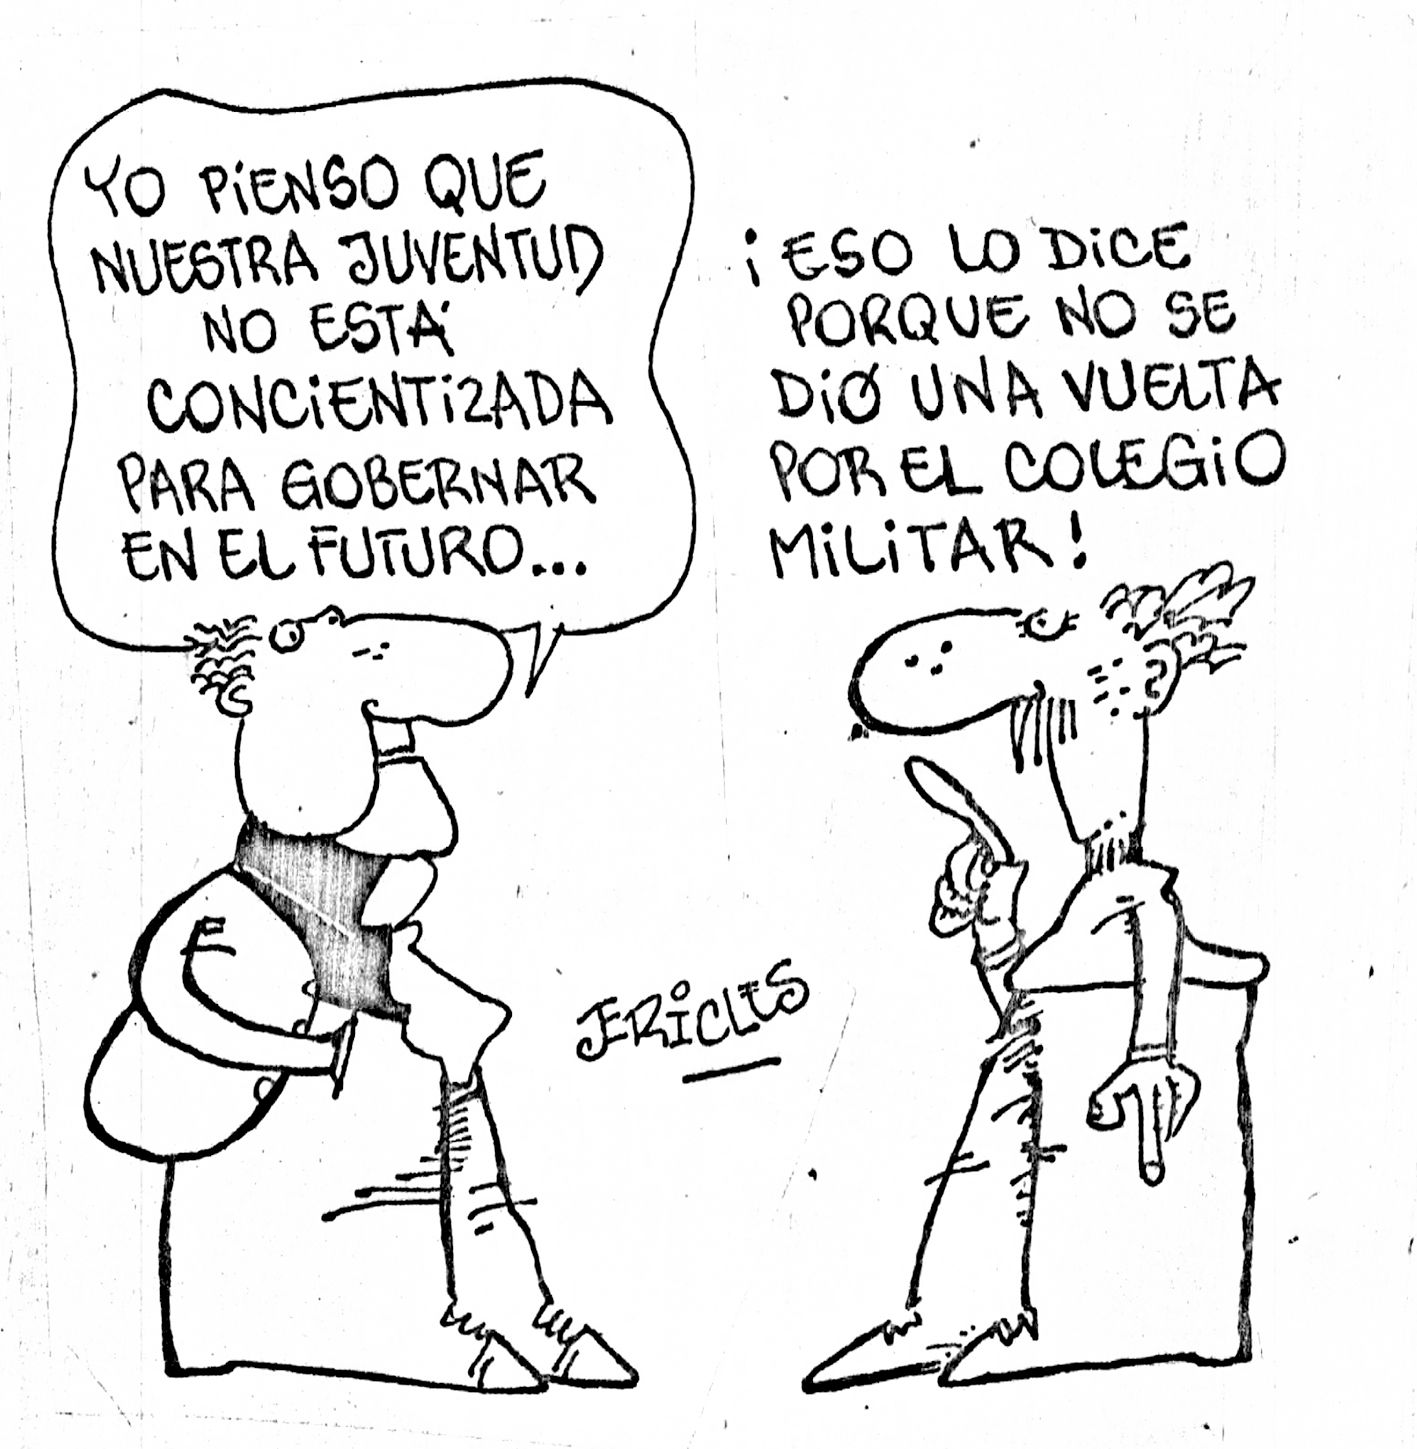 YO PiENSO QUE
NUESTRA JUVENTUD
NO ESTÁ
CONCiENTiZADA
PARA GOBERNAR
EN EL FUTURO...
¡ESO LO DiCE
PORQUE NO SE
DiÓ UNA VUELTA
POR EL COLEGiO
MiLiTAR!
JERiCLES